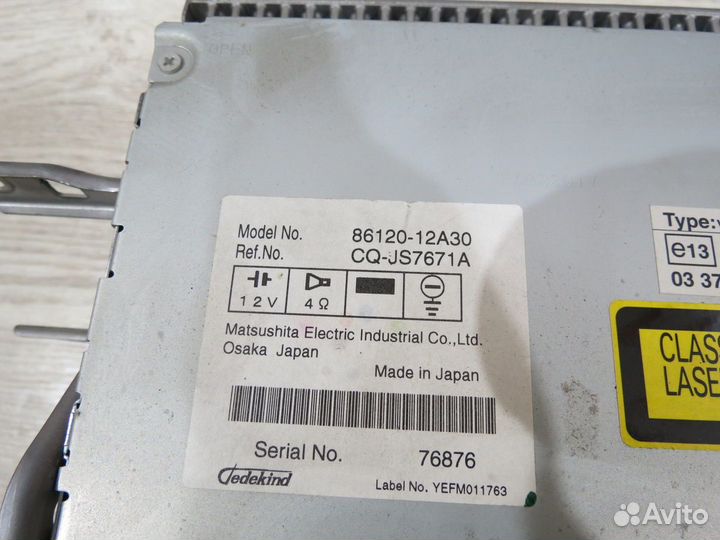 OPEN
Model No. 86120-12A30
Ref.No. CQ-JS7671A
12V 4Ω
Matsushita Electric Industrial Co.,Ltd.
Osaka Japan
Made in Japan
Serial No. 76876
Gedekind
Label No. YEFM011763
Type:
e13
03 37
CLASS
LASE
Avito